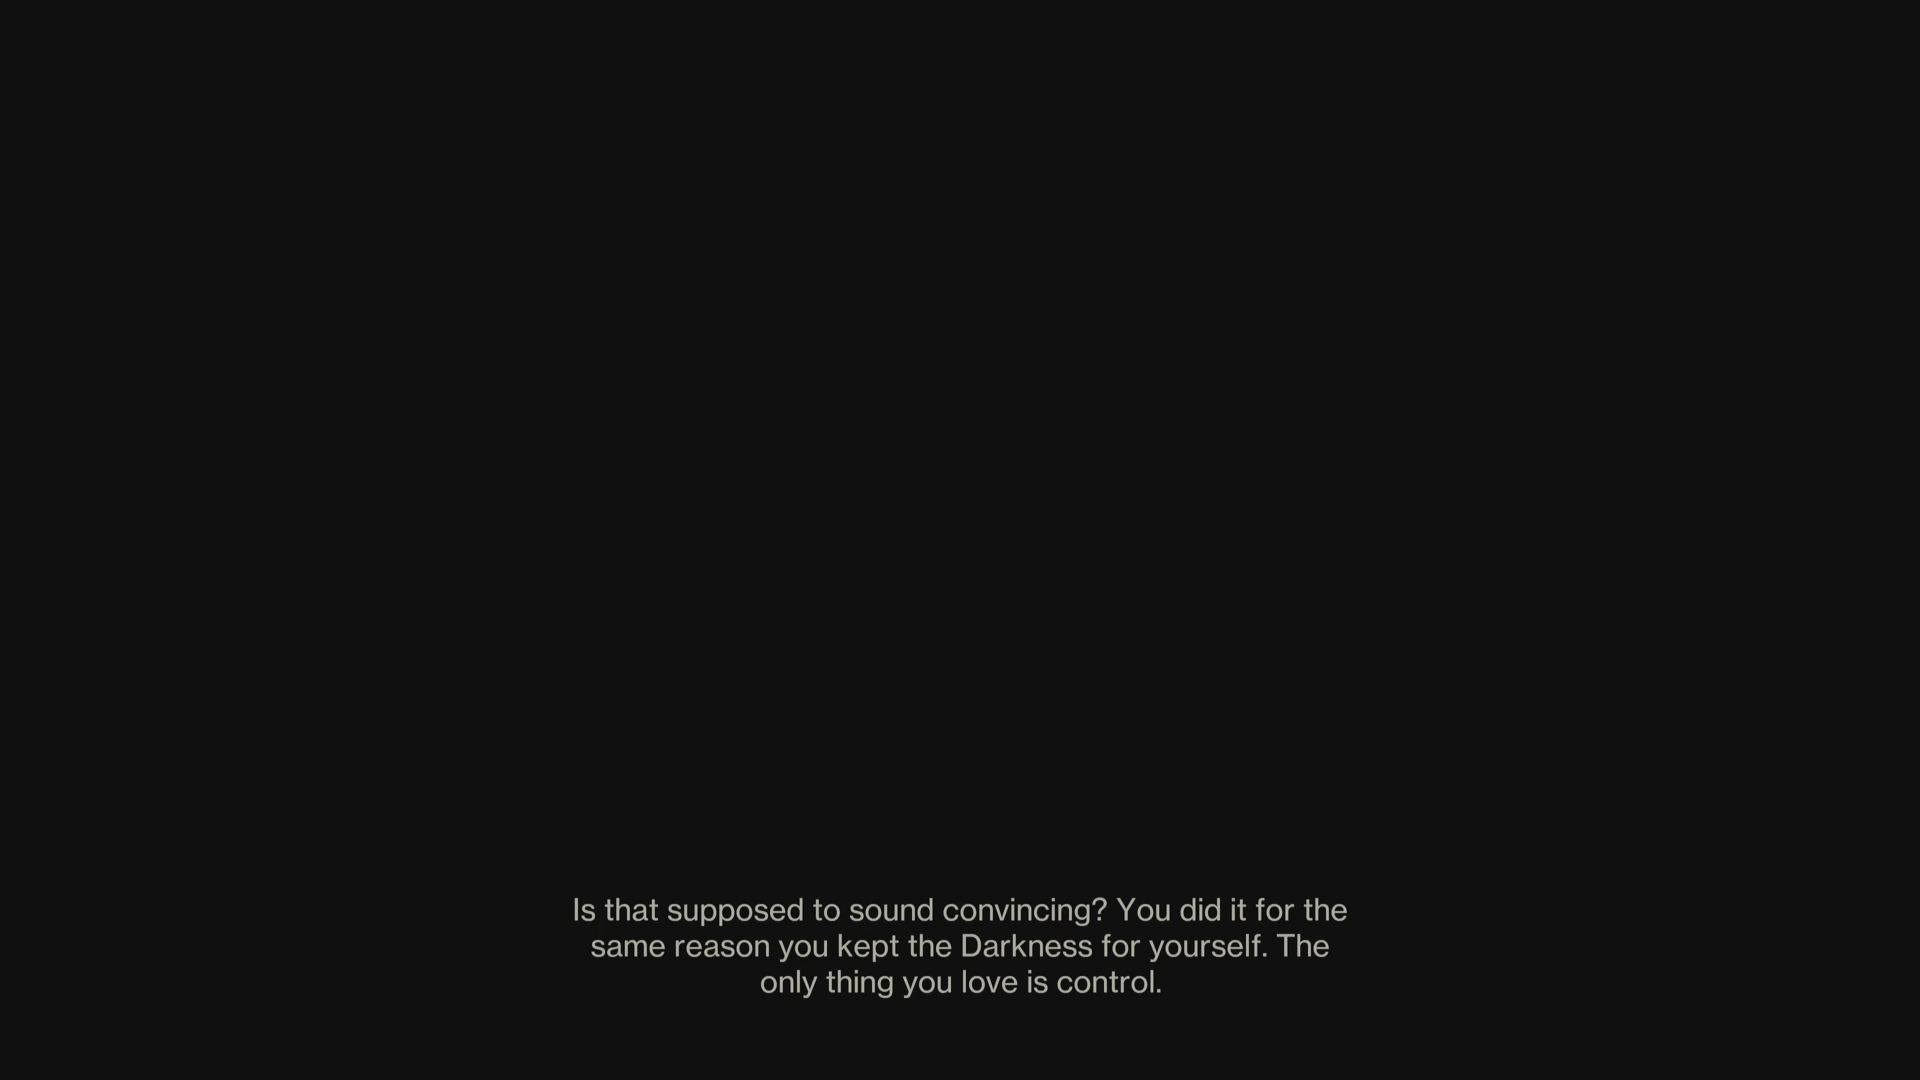 Is that supposed to sound convincing? You did it for the
same reason you kept the Darkness for yourself. The
only thing you love is control.